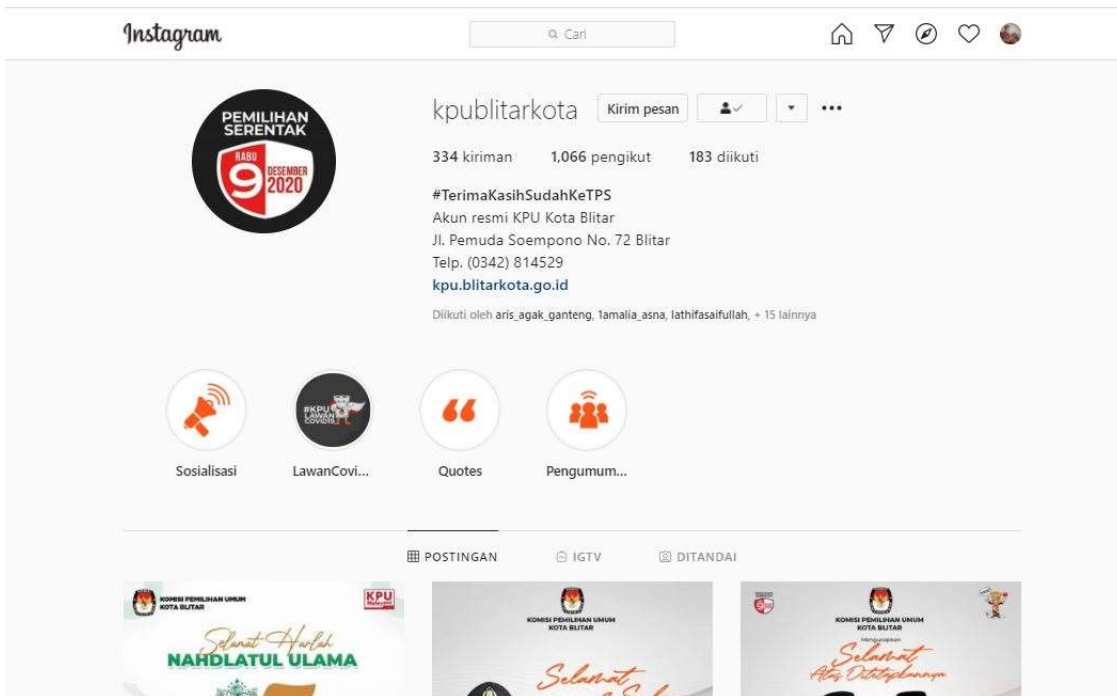 Instagram
Cari
PEMILIHAN
SERENTAK
RABU
9
DESEMBER
2020
kpublitarkota
Kirim pesan
334 kiriman 1,066 pengikut 183 diikuti
#TerimaKasihSudahKeTPS
Akun resmi KPU Kota Blitar
Jl. Pemuda Soempono No. 72 Blitar
Telp. (0342) 814529
kpu.blitarkota.go.id
Diikuti oleh aris_agak_ganteng, 1amalia_asna, lathifasaifullah, + 15 lainnya
#KPU
LAWAN
COVID19
Sosialisasi LawanCovi... Quotes Pengumum...
POSTINGAN IGTV DITANDAI
KOMISI PEMILIHAN UMUM
KOTA BLITAR
KPU
Selamat Harlah
NAHDLATUL ULAMA
KOMISI PEMILIHAN UMUM
KOTA BLITAR
Selamat
KOMISI PEMILIHAN UMUM
KOTA BLITAR
Mengucapkan
Selamat
Atas Ditetapkannya